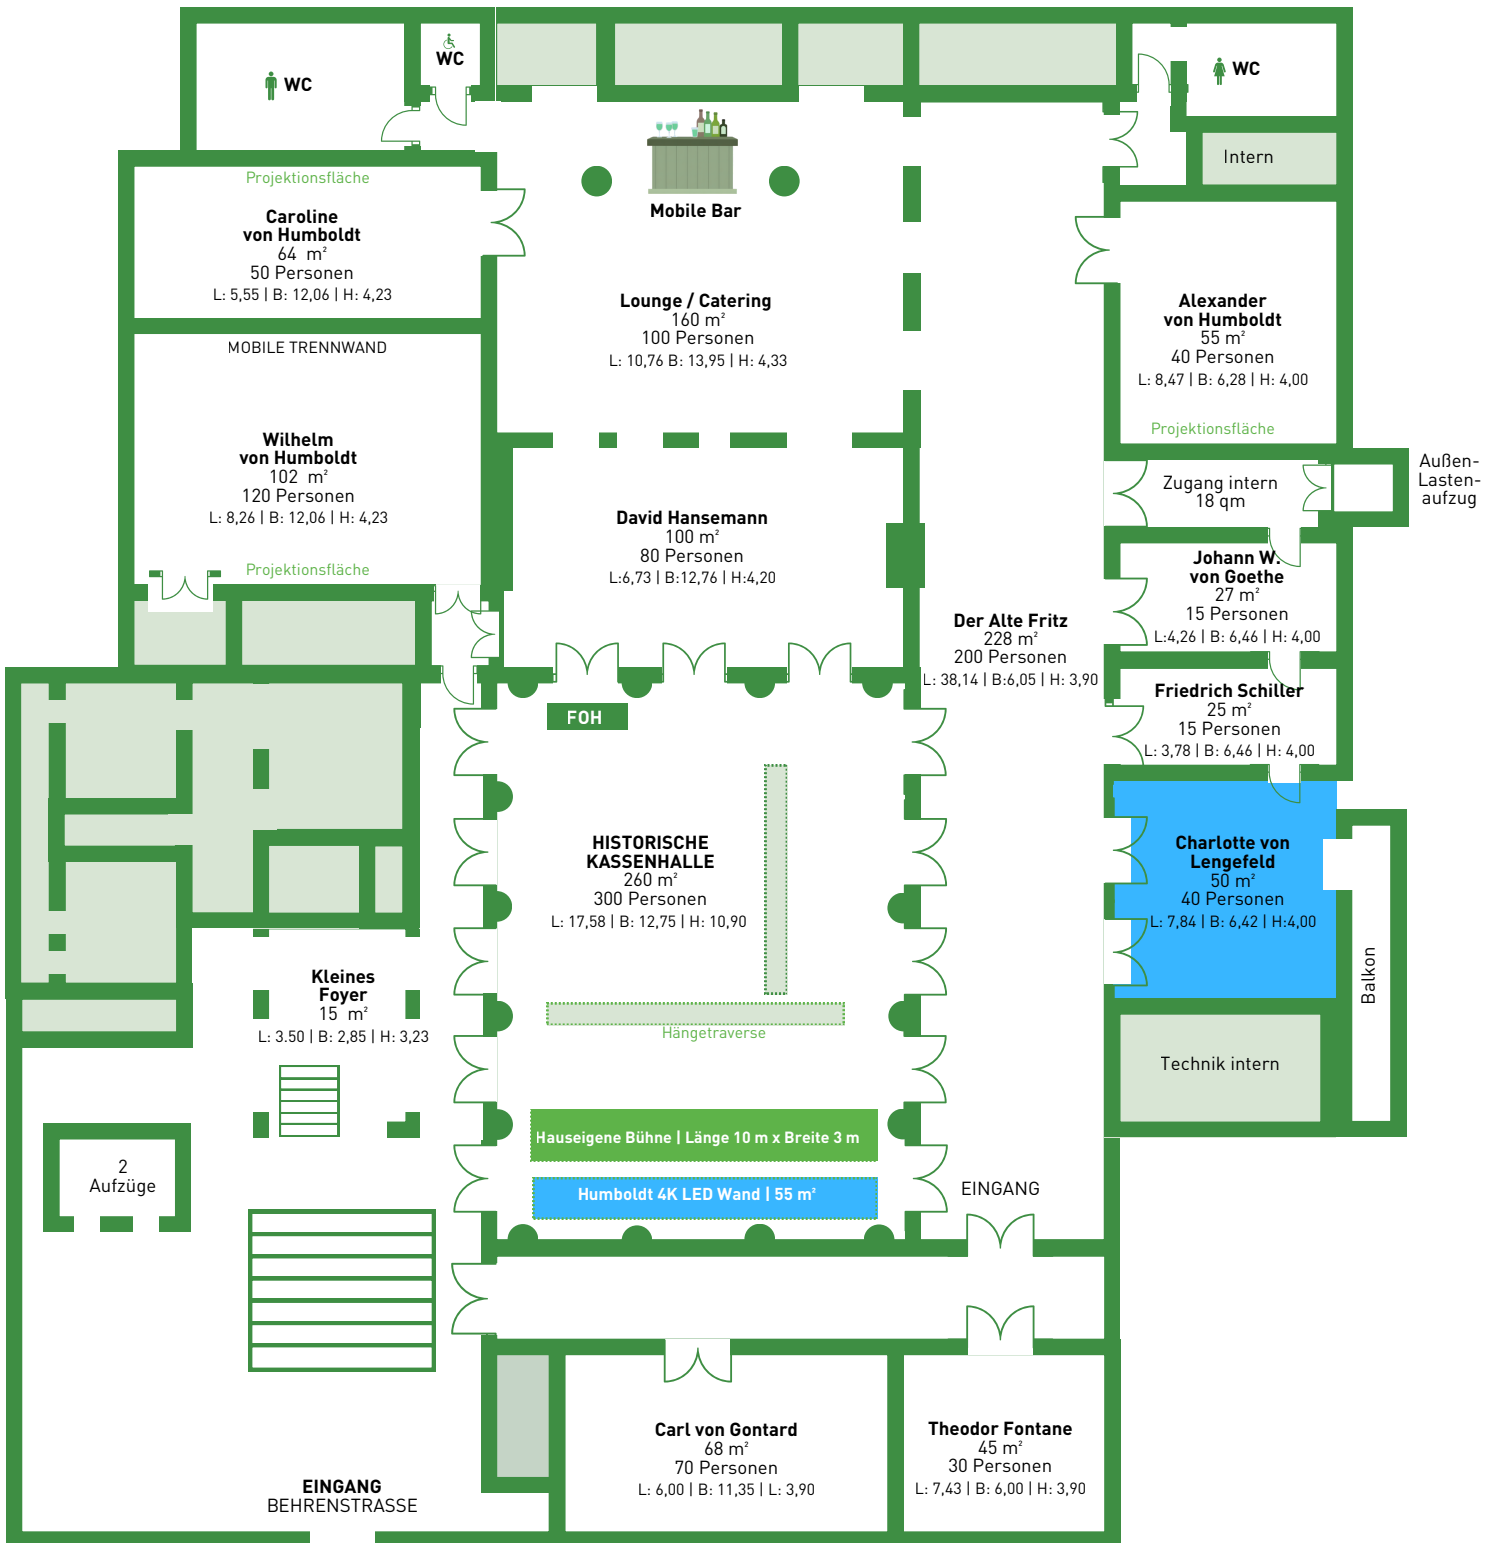 WC
WC
WC
Intern
Projektionsfläche
Caroline
von Humboldt
64 m²
50 Personen
L: 5,55 | B: 12,06 | H: 4,23
Mobile Bar
Lounge / Catering
160 m²
100 Personen
L: 10,76 B: 13,95 | H: 4,33
Alexander
von Humboldt
55 m²
40 Personen
L: 8,47 | B: 6,28 | H: 4,00
Projektionsfläche
MOBILE TRENNWAND
Wilhelm
von Humboldt
102 m²
120 Personen
L: 8,26 | B: 12,06 | H: 4,23
Projektionsfläche
David Hansemann
100 m²
80 Personen
L:6,73 | B:12,76 | H:4,20
Zugang intern
18 qm
Außen-
Lasten-
aufzug
Johann W.
von Goethe
27 m²
15 Personen
L:4,26 | B: 6,46 | H: 4,00
Der Alte Fritz
228 m²
200 Personen
L: 38,14 | B:6,05 | H: 3,90
Friedrich Schiller
25 m²
15 Personen
L: 3,78 | B: 6,46 | H: 4,00
FOH
HISTORISCHE
KASSENHALLE
260 m²
300 Personen
L: 17,58 | B: 12,75 | H: 10,90
Charlotte von
Lengefeld
50 m²
40 Personen
L: 7,84 | B: 6,42 | H:4,00
Balkon
Kleines
Foyer
15 m²
L: 3.50 | B: 2,85 | H: 3,23
Hängetraverse
Technik intern
Hauseigene Bühne | Länge 10 m x Breite 3 m
Humboldt 4K LED Wand | 55 m²
2
Aufzüge
EINGANG
Carl von Gontard
68 m²
70 Personen
L: 6,00 | B: 11,35 | L: 3,90
Theodor Fontane
45 m²
30 Personen
L: 7,43 | B: 6,00 | H: 3,90
EINGANG
BEHRENSTRASSE